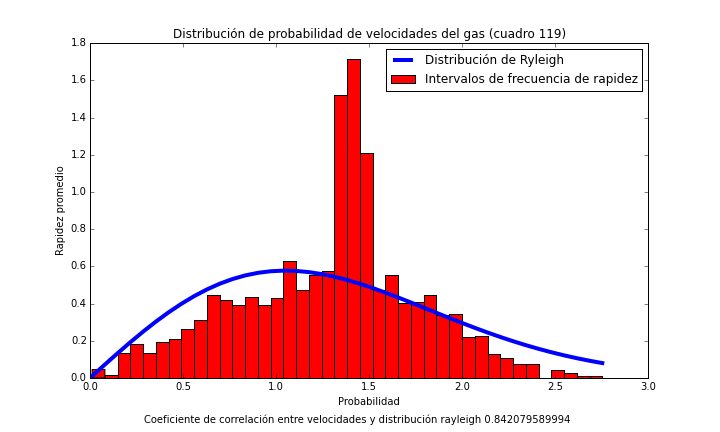 Distribución de probabilidad de velocidades del gas (cuadro 119)
1.8
1.6
1.4
1.2
1.0
0.8
0.6
0.4
0.2
0.0
Rapidez promedio
Distribución de Ryleigh
Intervalos de frecuencia de rapidez
0.0 0.5 1.0 1.5 2.0 2.5 3.0
Probabilidad
Coeficiente de correlación entre velocidades y distribución rayleigh 0.842079589994